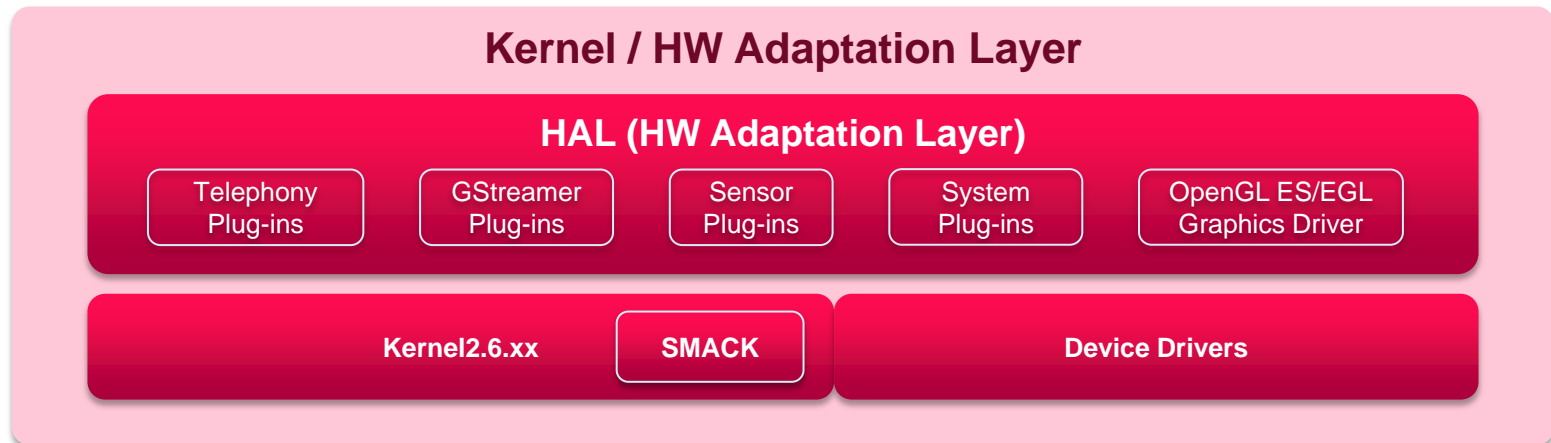 Kernel / HW Adaptation Layer
HAL (HW Adaptation Layer)
Telephony
Plug-ins
GStreamer
Plug-ins
Sensor
Plug-ins
System
Plug-ins
OpenGL ES/EGL
Graphics Driver
Kernel2.6.xx
SMACK
Device Drivers